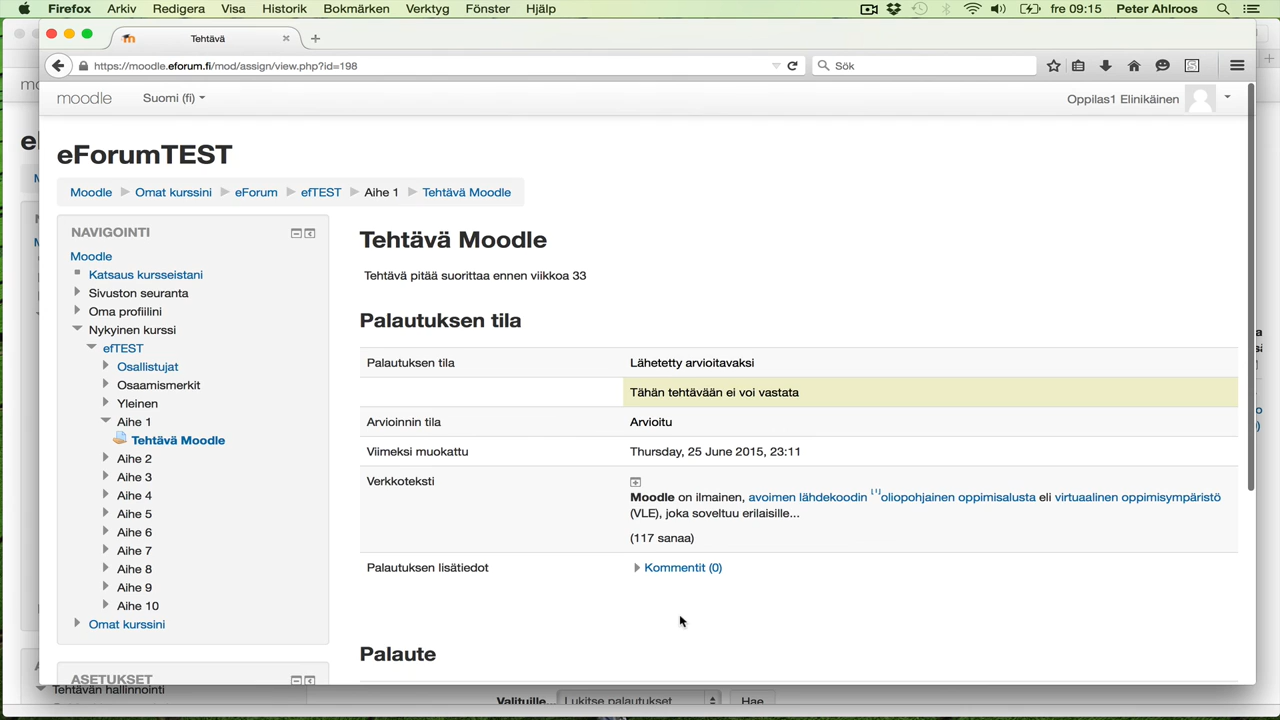 Firefox Arkiv Redigera Visa Historik Bokmärken Verktyg Fönster Hjälp fre 09:15 Peter Ahlroos
Tehtävä
https://moodle.eforum.fi/mod/assign/view.php?id=198 Sök
moodle Suomi (fi) Oppilas1 Elinikäinen
eForumTEST
Moodle Omat kurssini eForum efTEST Aihe 1 Tehtävä Moodle
NAVIGOINTI
Moodle
Katsaus kursseistani
Sivuston seuranta
Oma profiilini
Nykyinen kurssi
efTEST
Osallistujat
Osaamismerkit
Yleinen
Aihe 1
Tehtävä Moodle
Aihe 2
Aihe 3
Aihe 4
Aihe 5
Aihe 6
Aihe 7
Aihe 8
Aihe 9
Aihe 10
Omat kurssini
ASETUKSET
Tehtävän hallinnointi
Tehtävä Moodle
Tehtävä pitää suorittaa ennen viikkoa 33
Palautuksen tila
Palautuksen tila Lähetetty arvioitavaksi
Tähän tehtävään ei voi vastata
Arvioinnin tila Arvioitu
Viimeksi muokattu Thursday, 25 June 2015, 23:11
Verkkoteksti
Moodle on ilmainen, avoimen lähdekoodin [1]oliopohjainen oppimisalusta eli virtuaalinen oppimisympäristö
(VLE), joka soveltuu erilaisille...
(117 sanaa)
Palautuksen lisätiedot Kommentit (0)
Palaute
Valituille.. Lukitse palautukset Hae